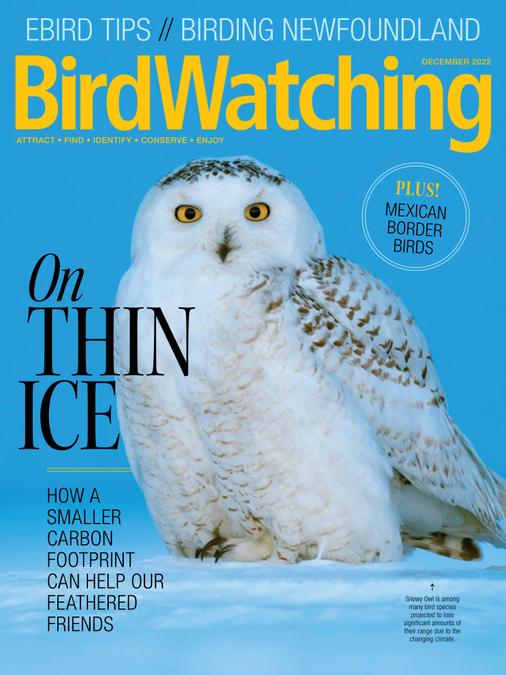 EBIRD TIPS // BIRDING NEWFOUNDLAND
DECEMBER 2022
BirdWatching
ATTRACT • FIND • IDENTIFY • CONSERVE • ENJOY
PLUS!
MEXICAN
BORDER
BIRDS
On
THIN
ICE
HOW A
SMALLER
CARBON
FOOTPRINT
CAN HELP OUR
FEATHERED
FRIENDS
↑
Snowy Owl is among
many bird species
projected to lose
significant amounts of
their range due to the
changing climate.